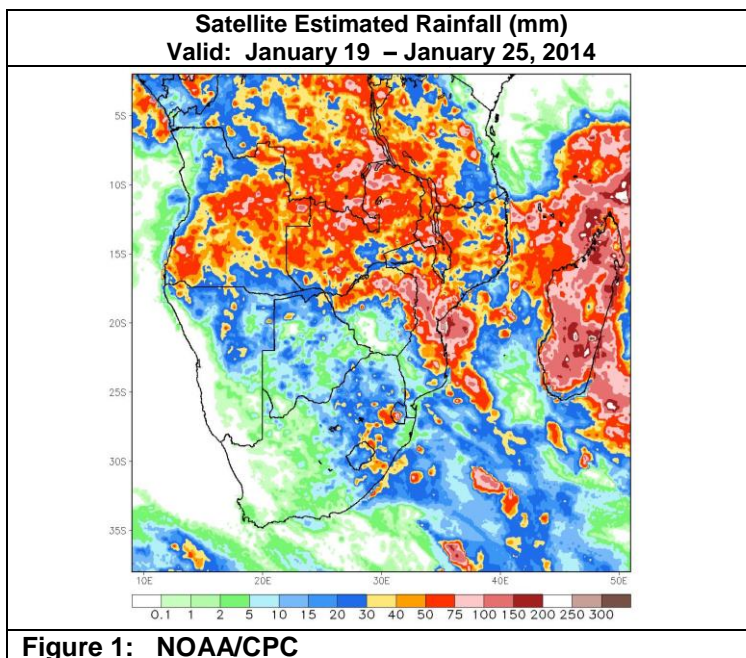 Satellite Estimated Rainfall (mm)
Valid: January 19 – January 25, 2014
5S
10S
15S
20S
25S
30S
35S
10E 20E 30E 40E 50E
0.1 1 2 5 10 15 20 30 40 50 75 100 150 200 250 300
Figure 1: NOAA/CPC